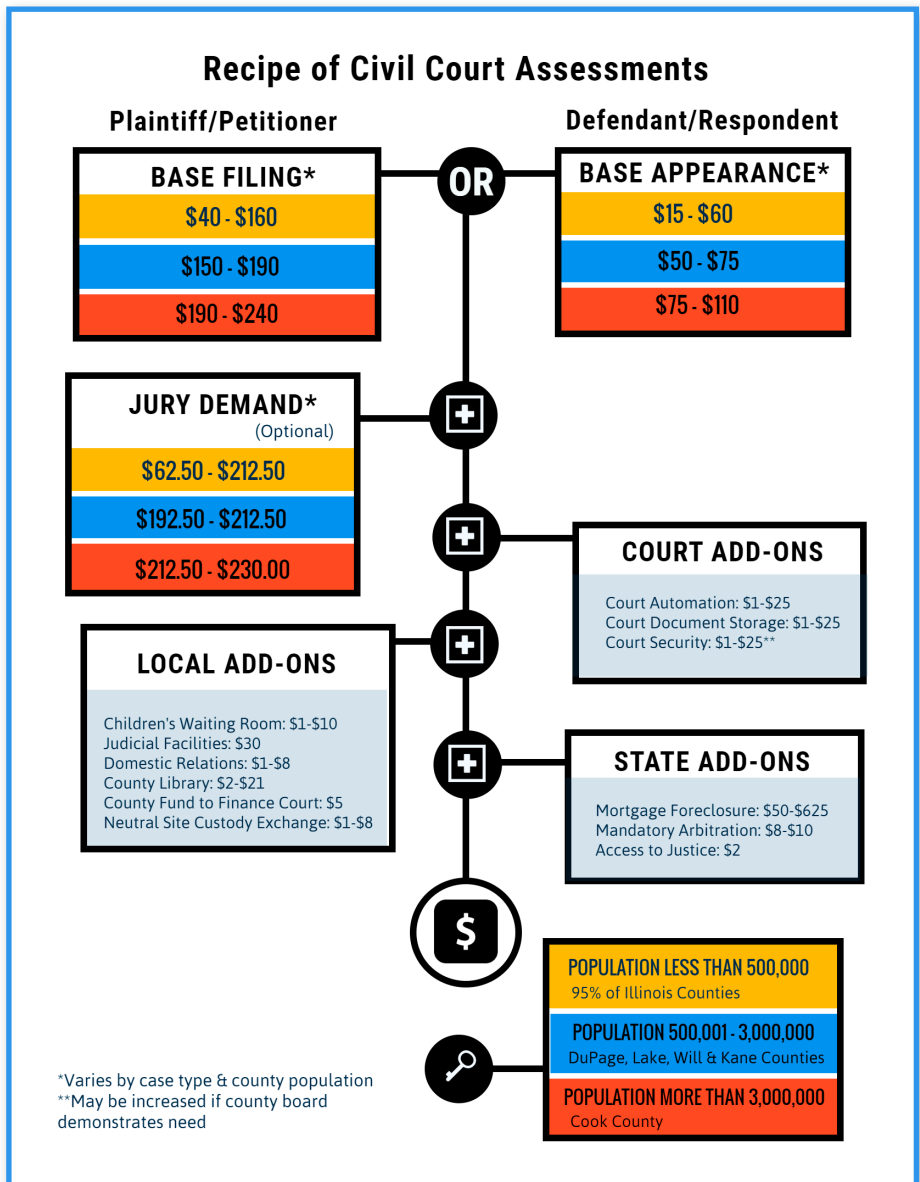 Recipe of Civil Court Assessments
Plaintiff/Petitioner
Defendant/Respondent
BASE FILING*
$40 - $160
$150 - $190
$190 - $240
OR
BASE APPEARANCE*
$15 - $60
$50 - $75
$75 - $110
JURY DEMAND*
(Optional)
$62.50 - $212.50
$192.50 - $212.50
$212.50 - $230.00
COURT ADD-ONS
Court Automation: $1-$25
Court Document Storage: $1-$25
Court Security: $1-$25**
LOCAL ADD-ONS
Children's Waiting Room: $1-$10
Judicial Facilities: $30
Domestic Relations: $1-$8
County Library: $2-$21
County Fund to Finance Court: $5
Neutral Site Custody Exchange: $1-$8
STATE ADD-ONS
Mortgage Foreclosure: $50-$625
Mandatory Arbitration: $8-$10
Access to Justice: $2
$
POPULATION LESS THAN 500,000
95% of Illinois Counties
POPULATION 500,001 - 3,000,000
DuPage, Lake, Will & Kane Counties
POPULATION MORE THAN 3,000,000
Cook County
*Varies by case type & county population
**May be increased if county board
demonstrates need